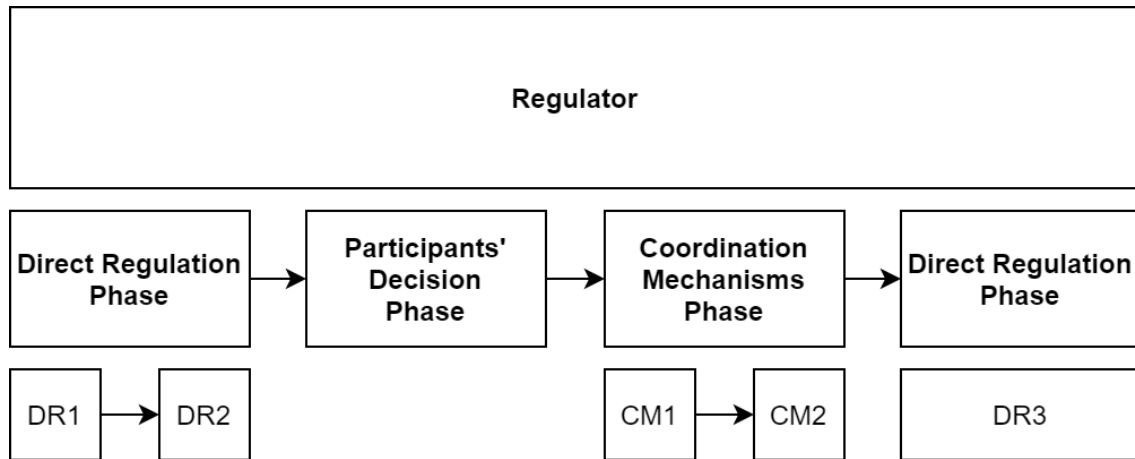 Regulator
Direct Regulation
Phase
Participants'
Decision
Phase
Coordination
Mechanisms
Phase
Direct Regulation
Phase
DR1
DR2
CM1
CM2
DR3